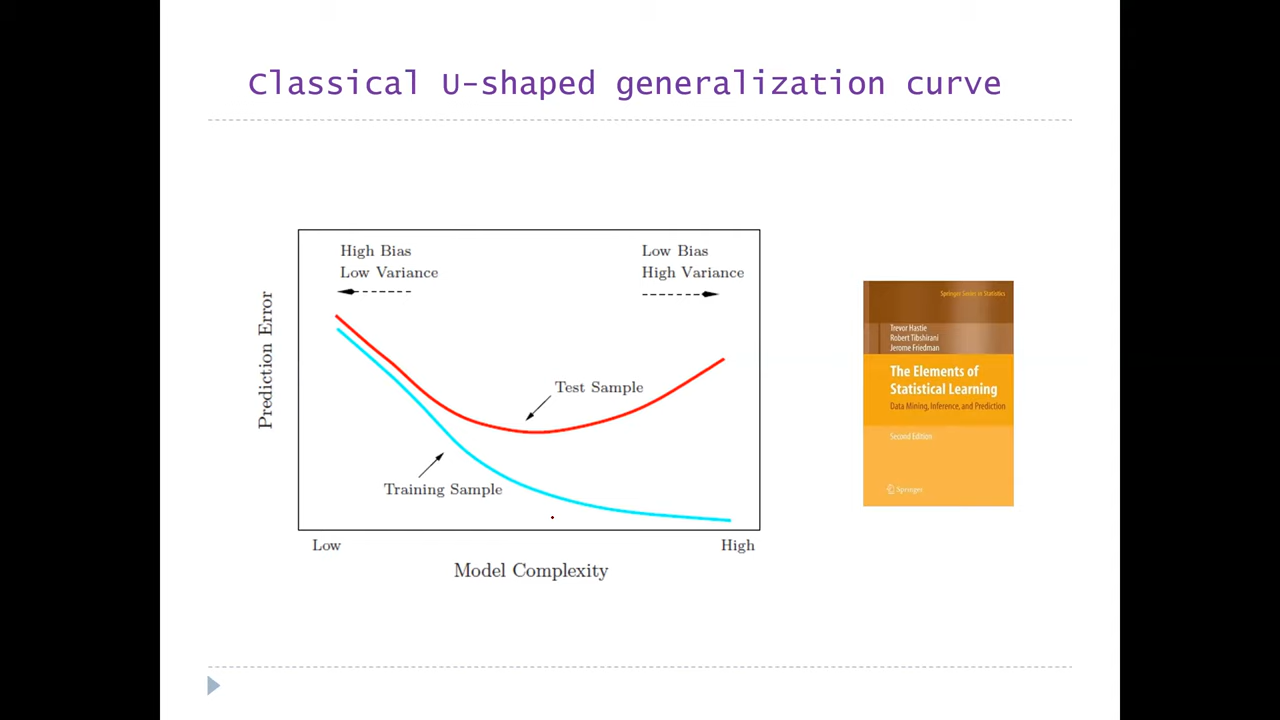 Classical U-shaped generalization curve
High Bias
Low Variance
Low Bias
High Variance
Prediction Error
Test Sample
Training Sample
Low
High
Model Complexity
Springer Series in Statistics
Trevor Hastie
Robert Tibshirani
Jerome Friedman
The Elements of
Statistical Learning
Data Mining, Inference, and Prediction
Second Edition
Springer